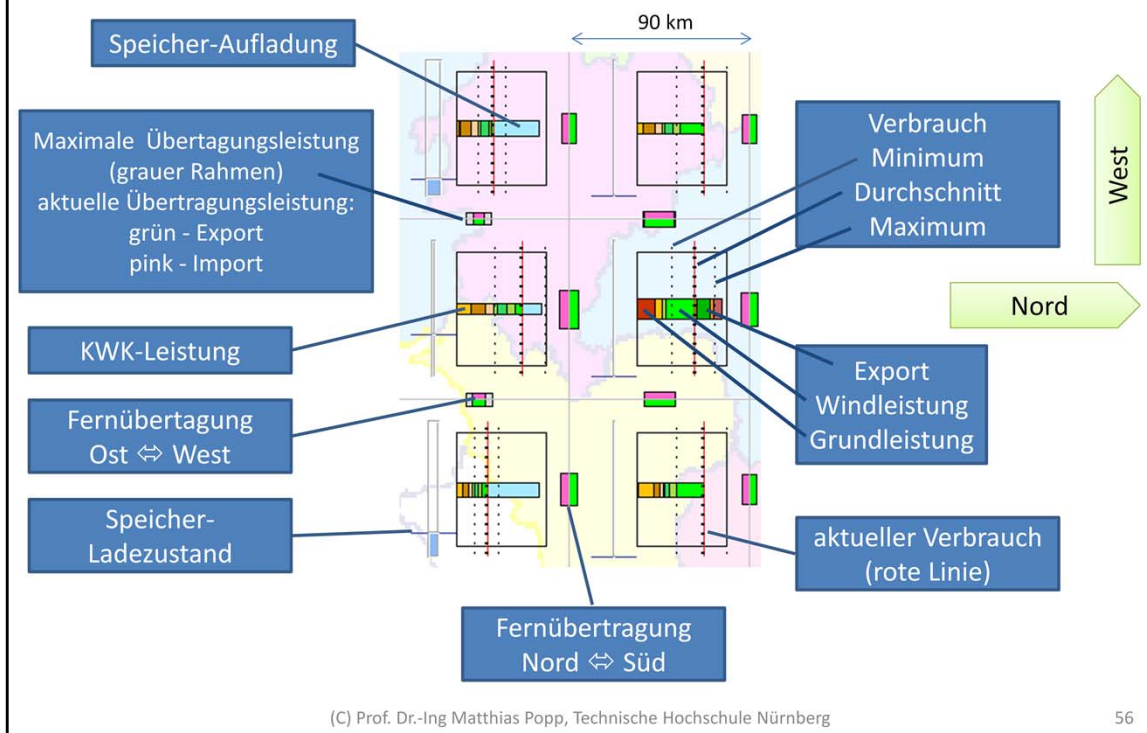 90 km
Speicher-Aufladung
Maximale Übertagungsleistung
(grauer Rahmen)
aktuelle Übertragungsleistung:
grün - Export
pink - Import
KWK-Leistung
Fernübertagung
Ost ⇔ West
Speicher-
Ladezustand
Fernübertragung
Nord ⇔ Süd
Verbrauch
Minimum
Durchschnitt
Maximum
West
Nord
Export
Windleistung
Grundleistung
aktueller Verbrauch
(rote Linie)
(C) Prof. Dr.-Ing Matthias Popp, Technische Hochschule Nürnberg
56